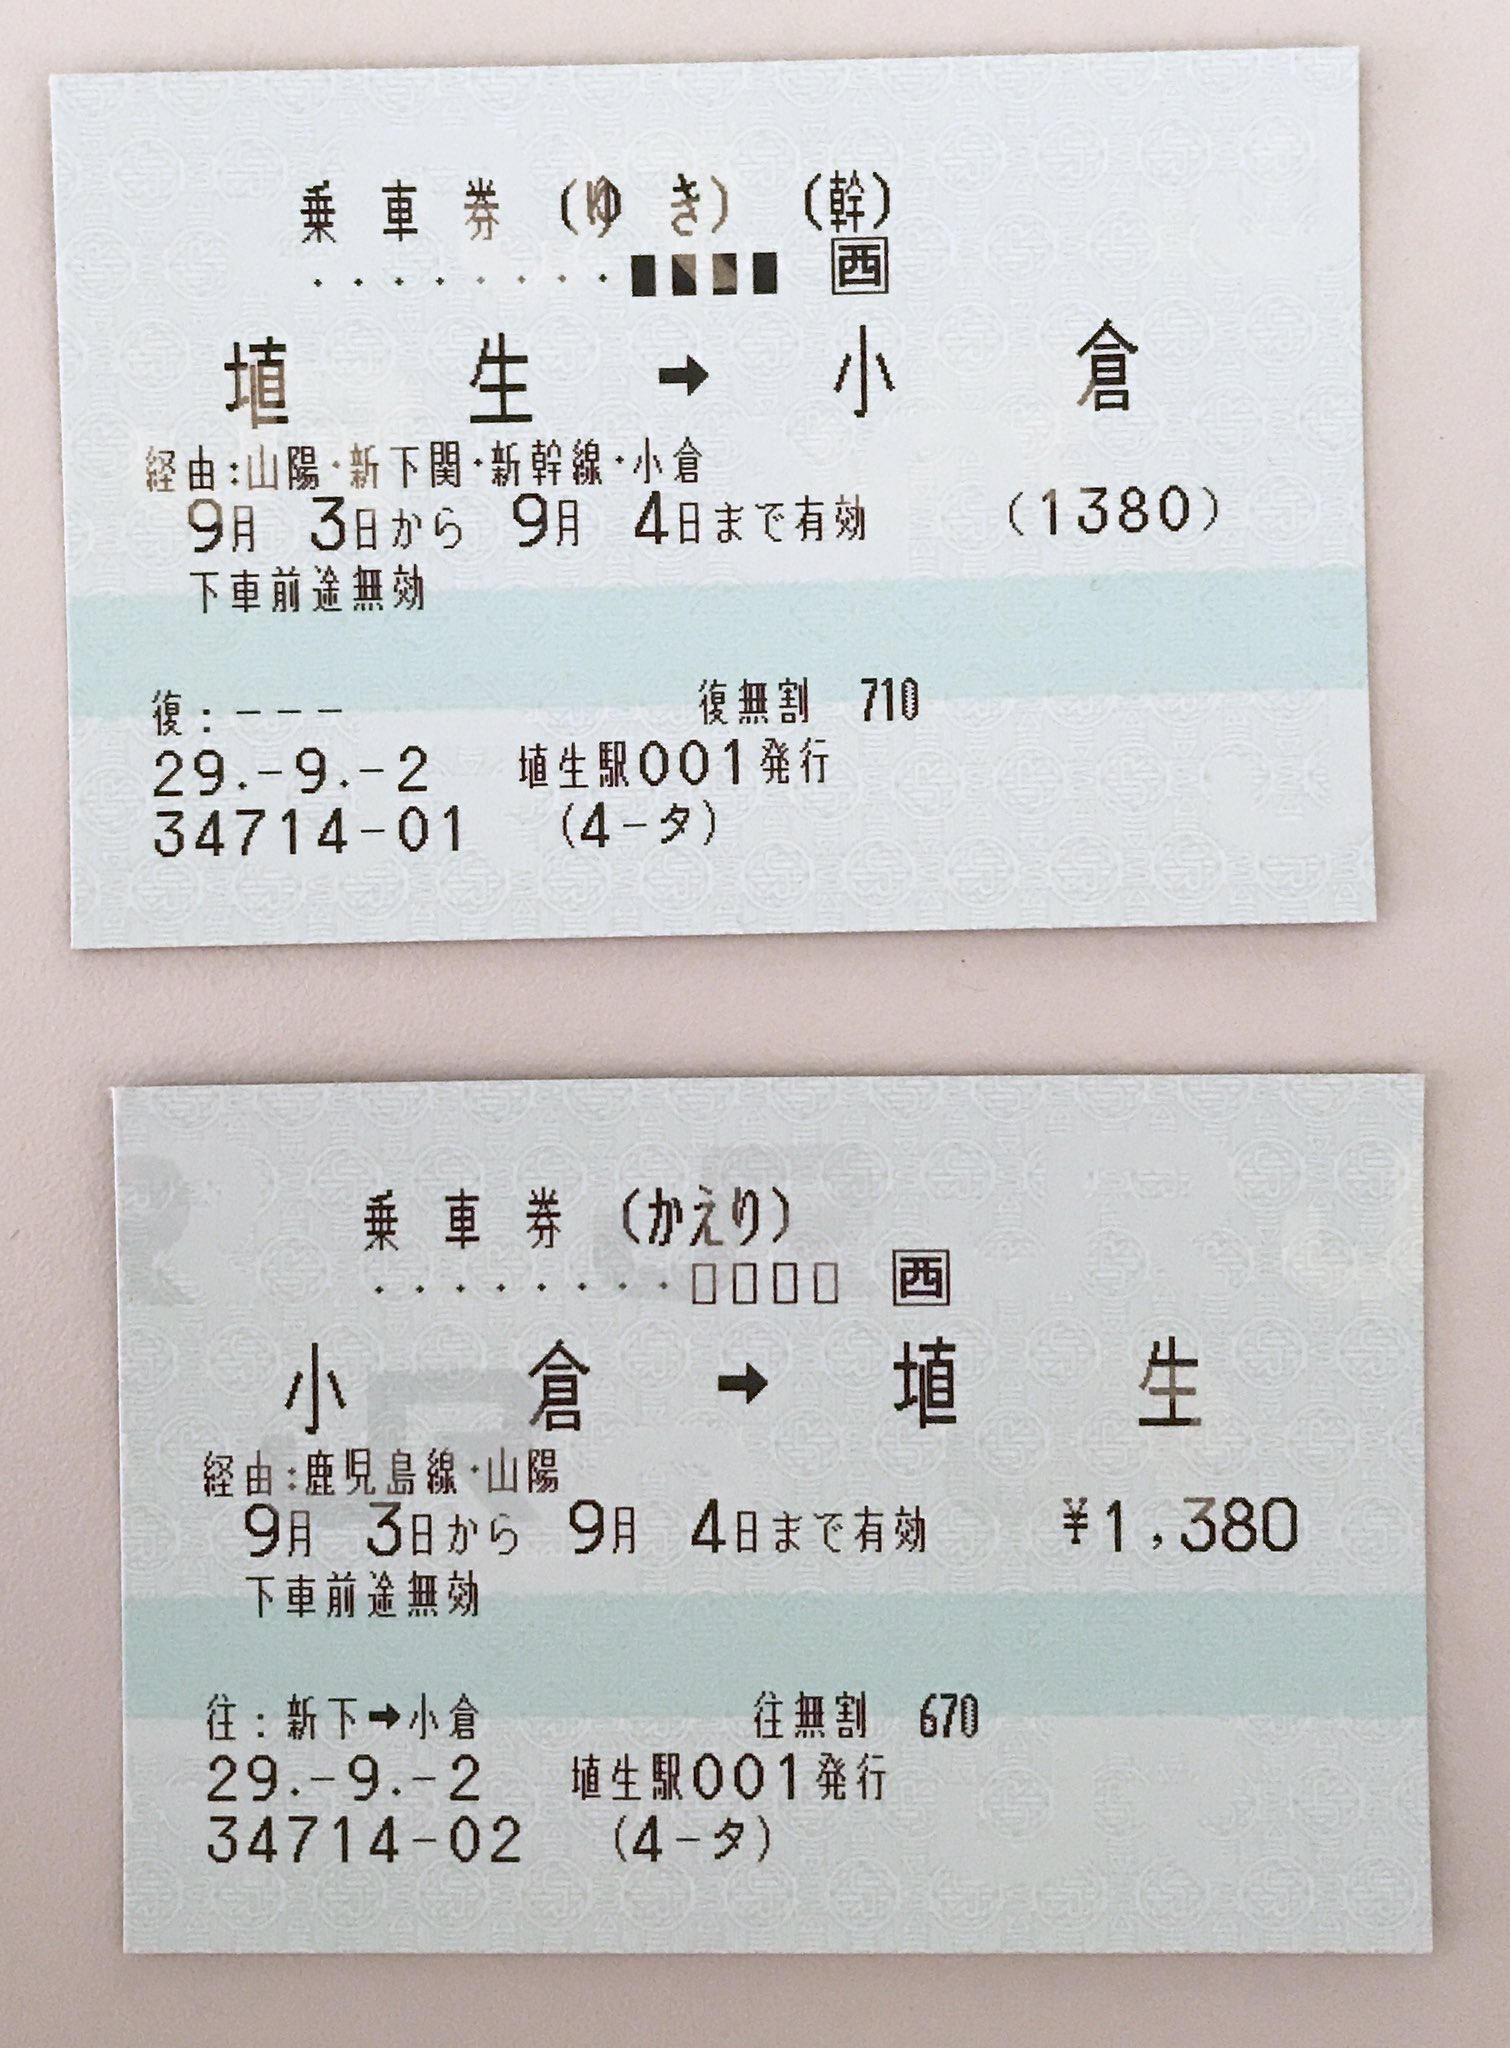 乗車券(ゆき) (幹)
········■■■■ 西
埴生→小倉
経由:山陽・新下関・新幹線・小倉
9月 3日から 9月 4日まで有効 (1380)
下車前途無効
復:--- 復無割 710
29.-9.-2 埴生駅001発行
34714-01 (4-タ)
乗車券(かえり)
········□□□□ 西
小倉→埴生
経由:鹿児島線・山陽
9月 3日から 9月 4日まで有効 ¥1,380
下車前途無効
往:新下→小倉 往無割 670
29.-9.-2 埴生駅001発行
34714-02 (4-タ)